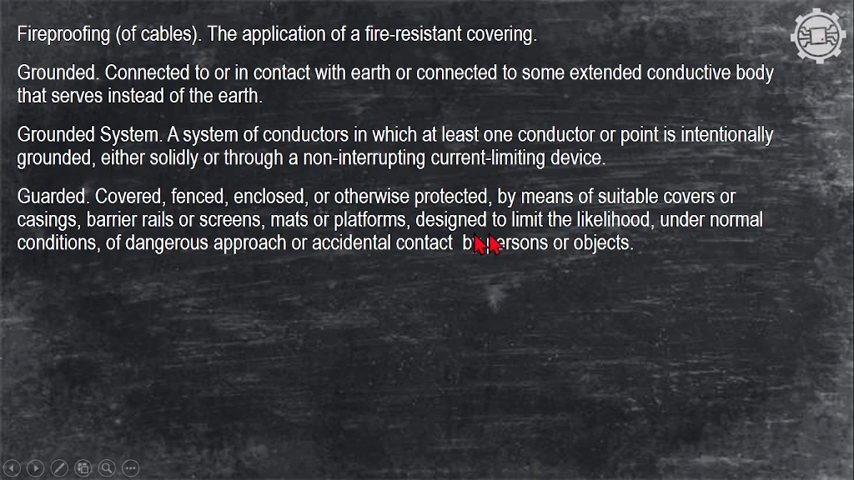 Fireproofing (of cables). The application of a fire-resistant covering.
Grounded. Connected to or in contact with earth or connected to some extended conductive body
that serves instead of the earth.
Grounded System. A system of conductors in which at least one conductor or point is intentionally
grounded, either solidly or through a non-interrupting current-limiting device.
Guarded. Covered, fenced, enclosed, or otherwise protected, by means of suitable covers or
casings, barrier rails or screens, mats or platforms, designed to limit the likelihood, under normal
conditions, of dangerous approach or accidental contact by persons or objects.